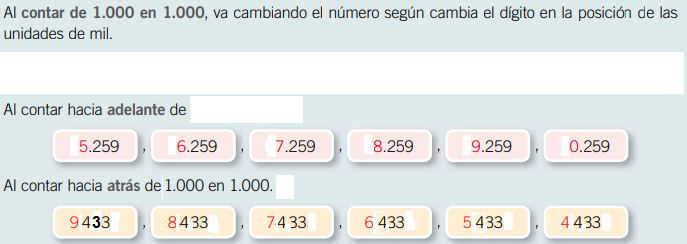 Al contar de 1.000 en 1.000, va cambiando el número según cambia el dígito en la posición de las
unidades de mil.
Al contar hacia adelante de
5.259 , 6.259 , 7.259 , 8.259 , 9.259 , 0.259
Al contar hacia atrás de 1.000 en 1.000.
9433 , 8433 , 7433 , 6433 , 5433 , 4433